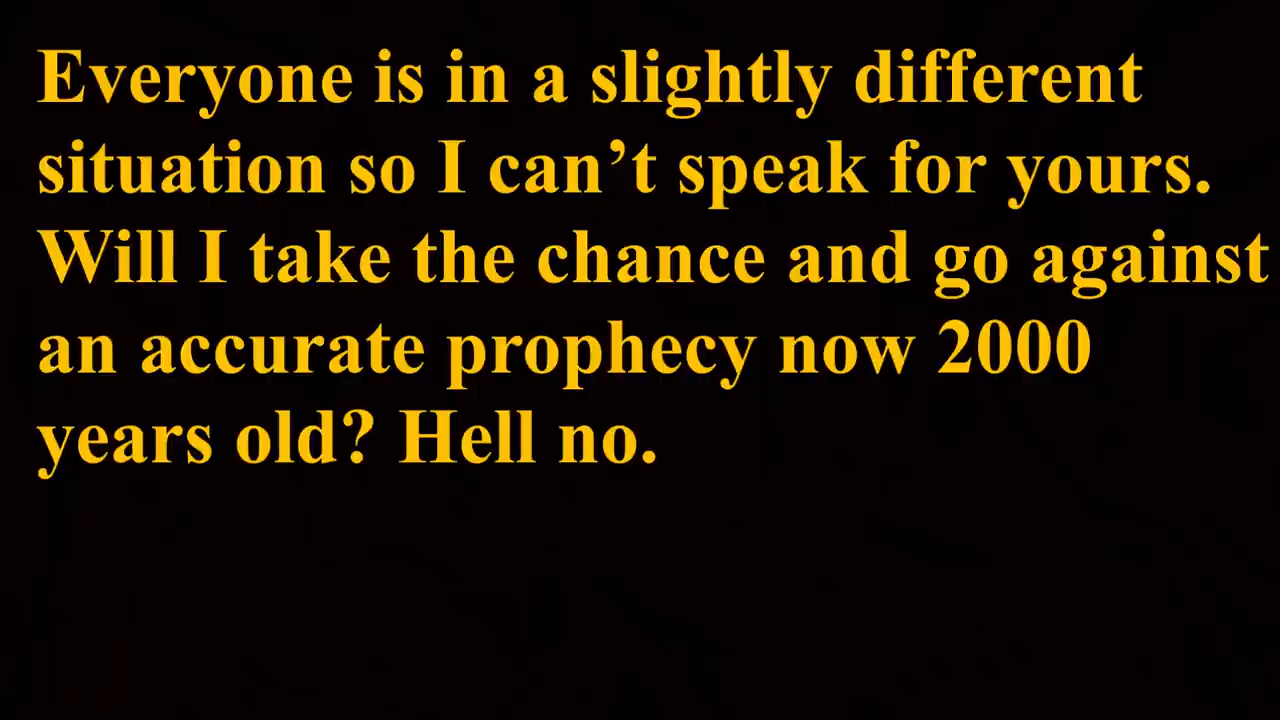 Everyone is in a slightly different
situation so I can’t speak for yours.
Will I take the chance and go against
an accurate prophecy now 2000
years old? Hell no.